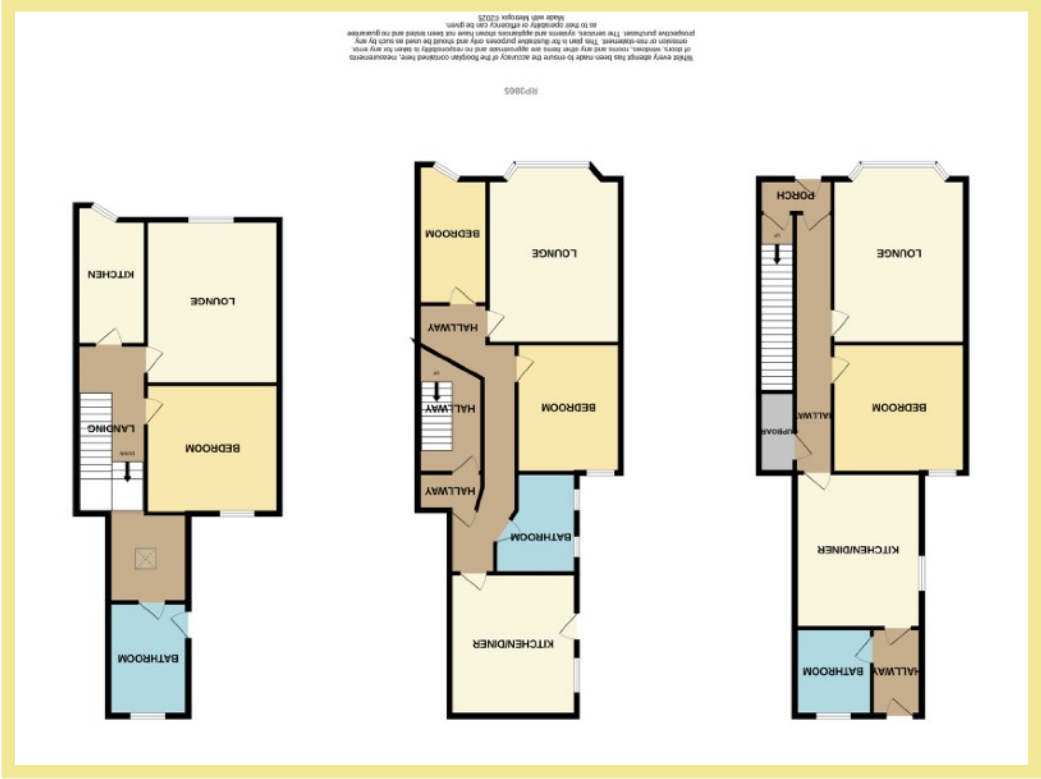 HALLWAY
BATHROOM
KITCHEN/DINER
UPBOAR
HALLWAY
BEDROOM
LOUNGE
UP
PORCH
KITCHEN/DINER
BATHROOM
HALLWAY
BEDROOM
HALLWAY
UP
HALLWAY
LOUNGE
BEDROOM
BATHROOM
BEDROOM
DOWN
LANDING
LOUNGE
KITCHEN
RP3865
Whilst every attempt has been made to ensure the accuracy of the floorplan contained here, measurements
of doors, windows, rooms and any other items are approximate and no responsibility is taken for any error,
omission or mis-statement. This plan is for illustrative purposes only and should be used as such by any
prospective purchaser. The services, systems and appliances shown have not been tested and no guarantee
as to their operability or efficiency can be given.
Made with Metropix ©2025